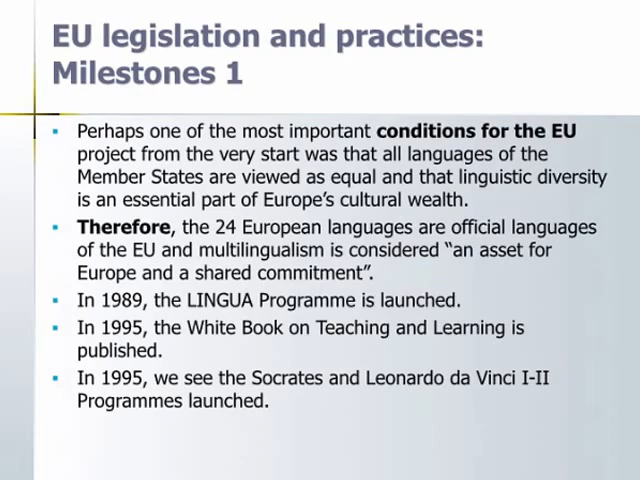 EU legislation and practices:
Milestones 1
▪ Perhaps one of the most important conditions for the EU
project from the very start was that all languages of the
Member States are viewed as equal and that linguistic diversity
is an essential part of Europe's cultural wealth.
▪ Therefore, the 24 European languages are official languages
of the EU and multilingualism is considered “an asset for
Europe and a shared commitment”.
▪ In 1989, the LINGUA Programme is launched.
▪ In 1995, the White Book on Teaching and Learning is
published.
▪ In 1995, we see the Socrates and Leonardo da Vinci I-II
Programmes launched.